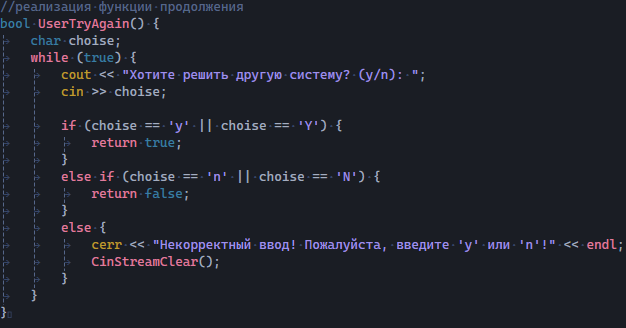 //реализация функции продолжения
bool UserTryAgain() {
char choise;
while (true) {
cout << "Хотите решить другую систему? (y/n): ";
cin >> choise;
if (choise == 'y' || choise == 'Y') {
return true;
}
else if (choise == 'n' || choise == 'N') {
return false;
}
else {
cerr << "Некорректный ввод! Пожалуйста, введите 'y' или 'n'!" << endl;
CinStreamClear();
}
}
}